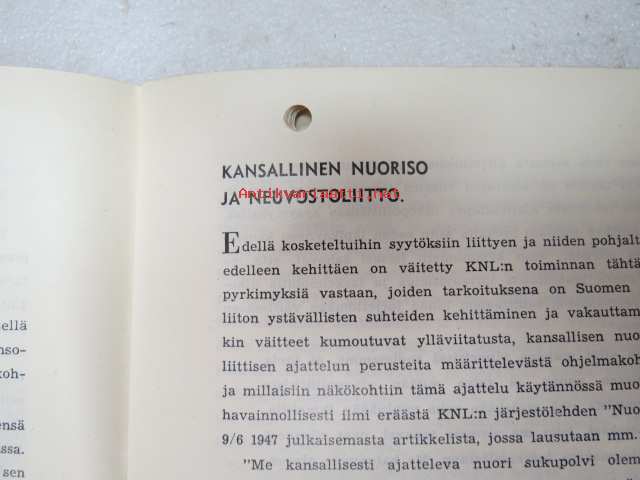 KANSALLINEN NUORISO
Antikvariaatti.net
JA NEUVOSTOLIITTO.
Edellä kosketeltuihin syytöksiin liittyen ja niiden pohjalt
edelleen kehittäen on väitetty KNL:n toiminnan tähtä
pyrkimyksiä vastaan, joiden tarkoituksena on Suomen
liiton ystävällisten suhteiden kehittäminen ja vakauttam
kin väitteet kumoutuvat ylläviitatusta, kansallisen nuo
liittisen ajattelun perusteita määrittelevästä ohjelmakoh
ja millaisiin näkökohtiin tämä ajattelu käytännössä muo
havainnollisesti ilmi eräästä KNL:n järjestölehden "Nuo
9/6 1947 julkaisemasta artikkelista, jossa lausutaan mm.
"Me kansallisesti ajatteleva nuori sukupolvi olem
ellä
nso-
koh-
ensä
ssa.
sen